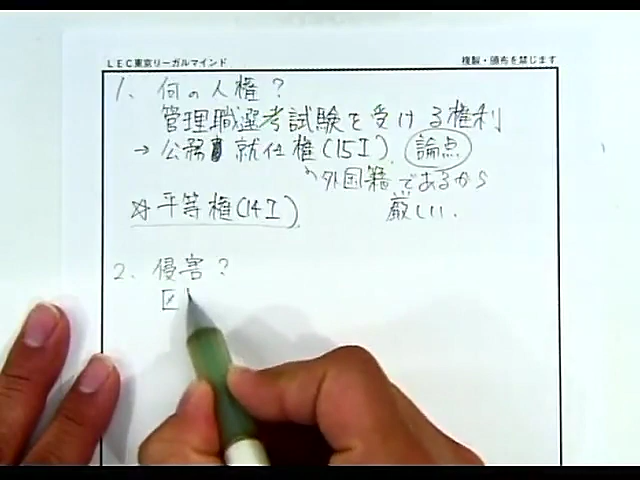 LEC東京リーガルマインド 複製・頒布を禁じます
1. 何の人権?
管理職選考試験を受ける権利
→ 公務就任権(15I) 論点
外国籍であるから
厳しい.
☆ 平等権(14I)
2. 侵害?
区